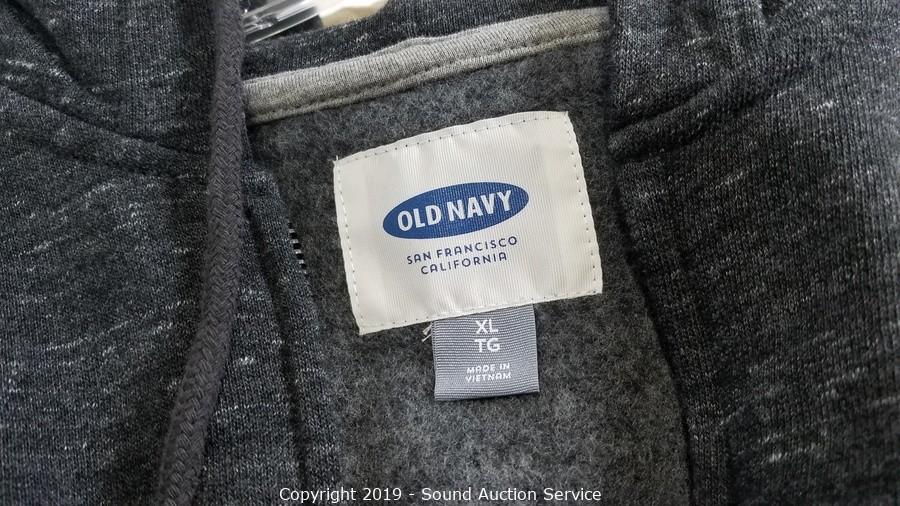 OLD NAVY
SAN FRANCISCO
CALIFORNIA
XL
TG
MADE IN
VIETNAM
Copyright 2019 - Sound Auction Service